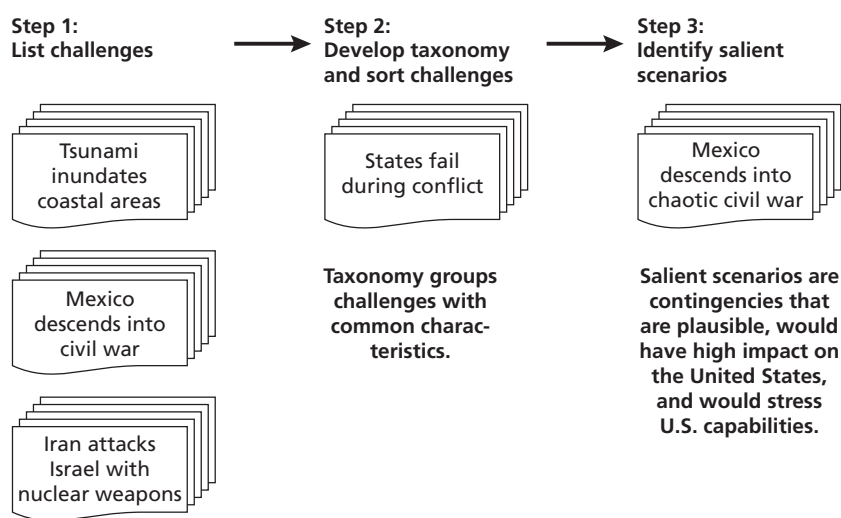 Step 1:
List challenges
Step 2:
Develop taxonomy
and sort challenges
Step 3:
Identify salient
scenarios
Tsunami
inundates
coastal areas
Mexico
descends into
civil war
Iran attacks
Israel with
nuclear weapons
States fail
during conflict
Taxonomy groups
challenges with
common charac-
teristics.
Mexico
descends into
chaotic civil war
Salient scenarios are
contingencies that
are plausible, would
have high impact on
the United States,
and would stress
U.S. capabilities.